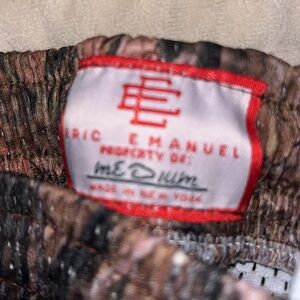 EE
ERIC EMANUEL
PROPERTY OF:
MEDIUM
MADE IN NEW YORK